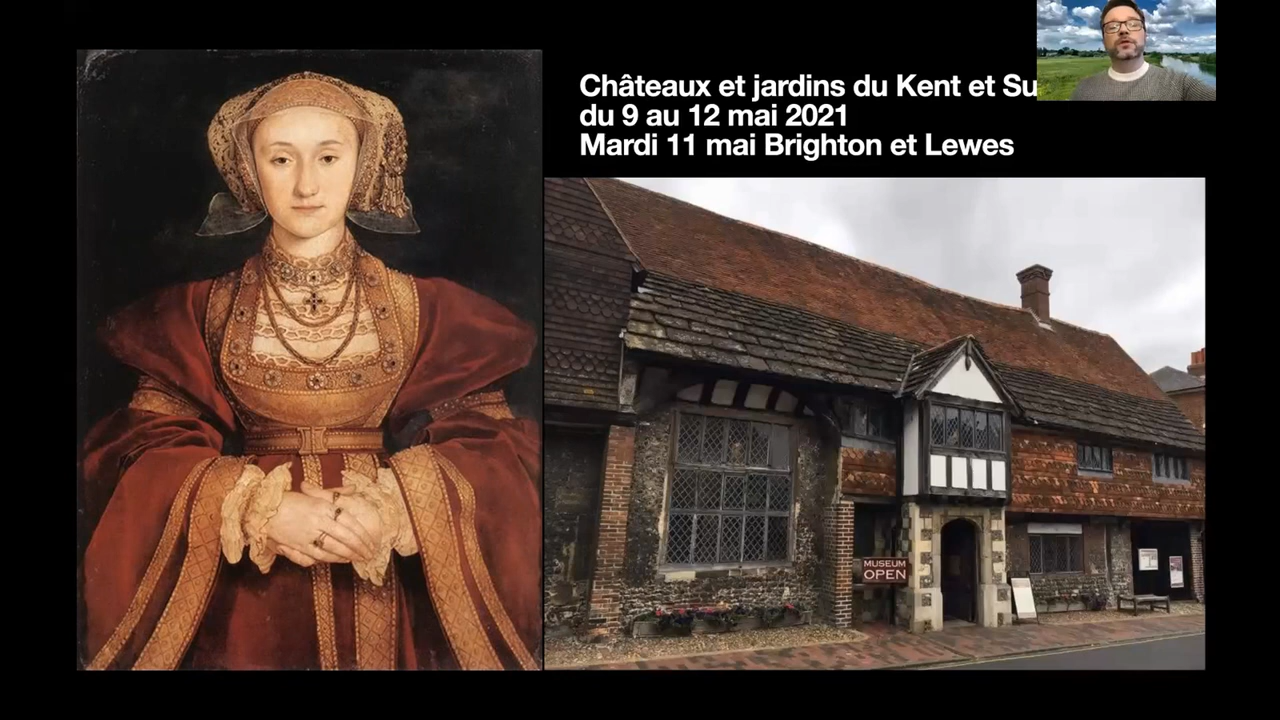 Châteaux et jardins du Kent et Su
du 9 au 12 mai 2021
Mardi 11 mai Brighton et Lewes
MUSEUM
OPEN